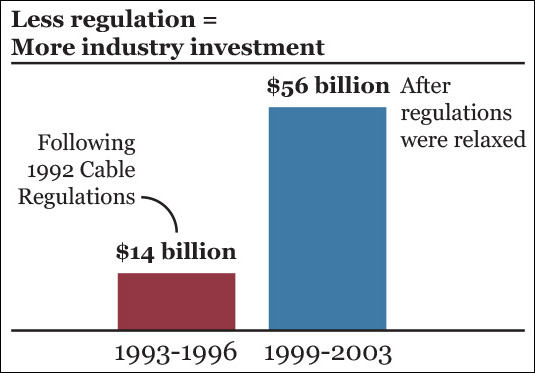 Less regulation =
More industry investment
$56 billion
After
regulations
were relaxed
Following
1992 Cable
Regulations
$14 billion
1993-1996
1999-2003